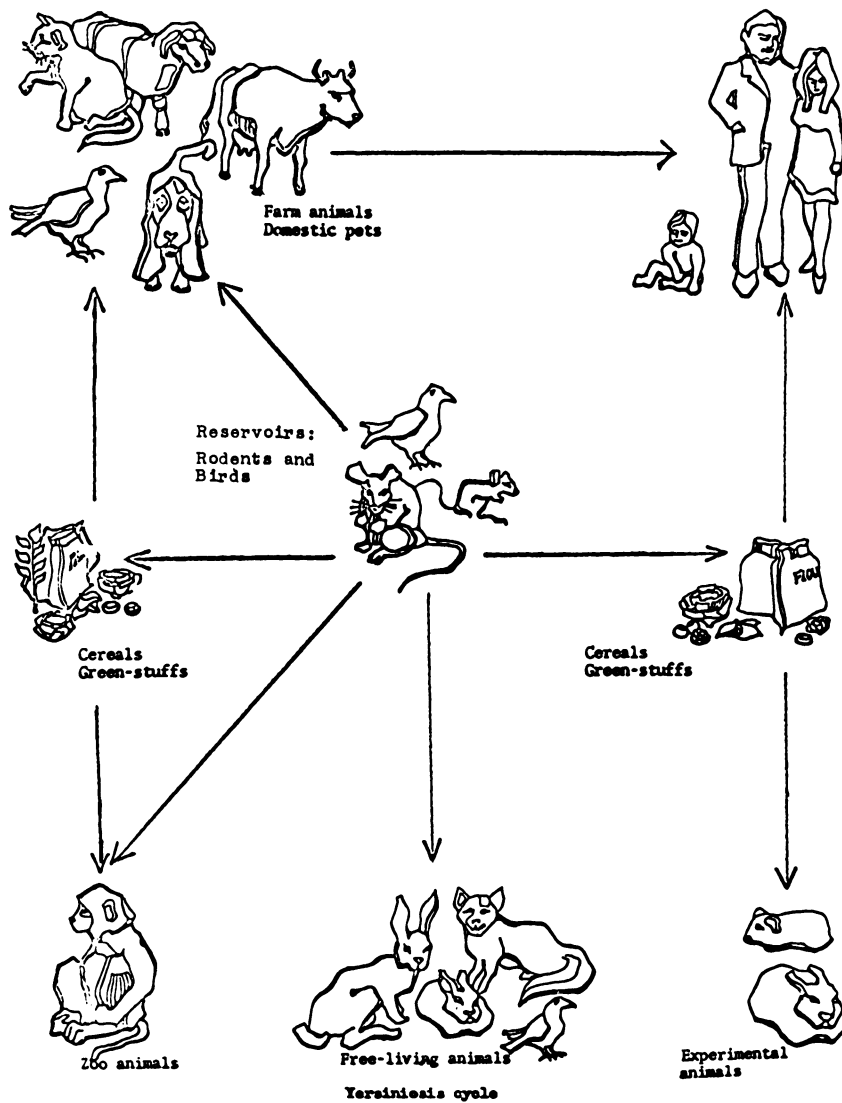 Farm animals
Domestic pets
Reservoirs:
Rodents and
Birds
Cereals
Green-stuffs
FLOU
Cereals
Green-stuffs
Zoo animals
Free-living animals
Experimental
animals
Yersiniosis cycle